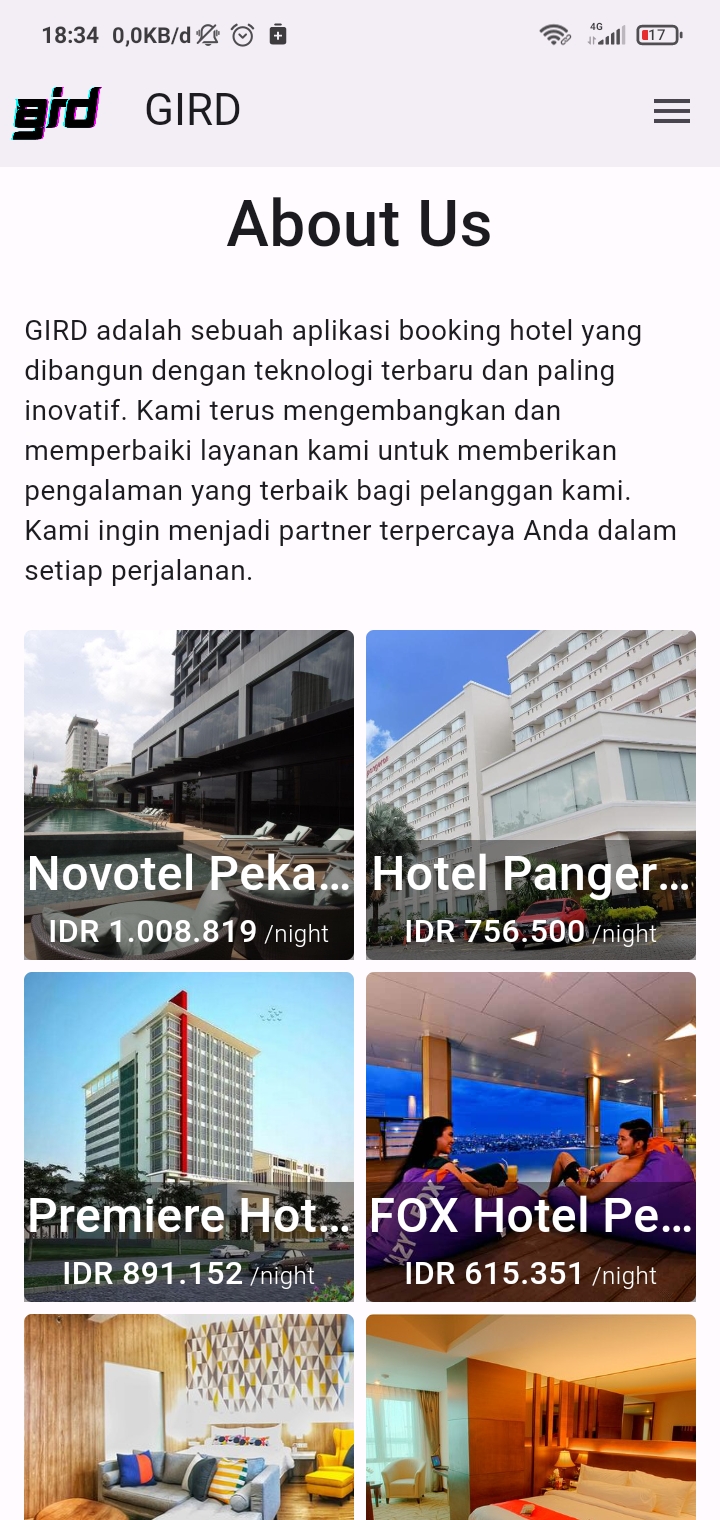 18:34 0,0KB/d 4G 17
gird GIRD
About Us
GIRD adalah sebuah aplikasi booking hotel yang
dibangun dengan teknologi terbaru dan paling
inovatif. Kami terus mengembangkan dan
memperbaiki layanan kami untuk memberikan
pengalaman yang terbaik bagi pelanggan kami.
Kami ingin menjadi partner terpercaya Anda dalam
setiap perjalanan.
Novotel Peka...
IDR 1.008.819 /night
Hotel Panger...
IDR 756.500 /night
Premiere Hot...
IDR 891.152 /night
FOX Hotel Pe...
IDR 615.351 /night